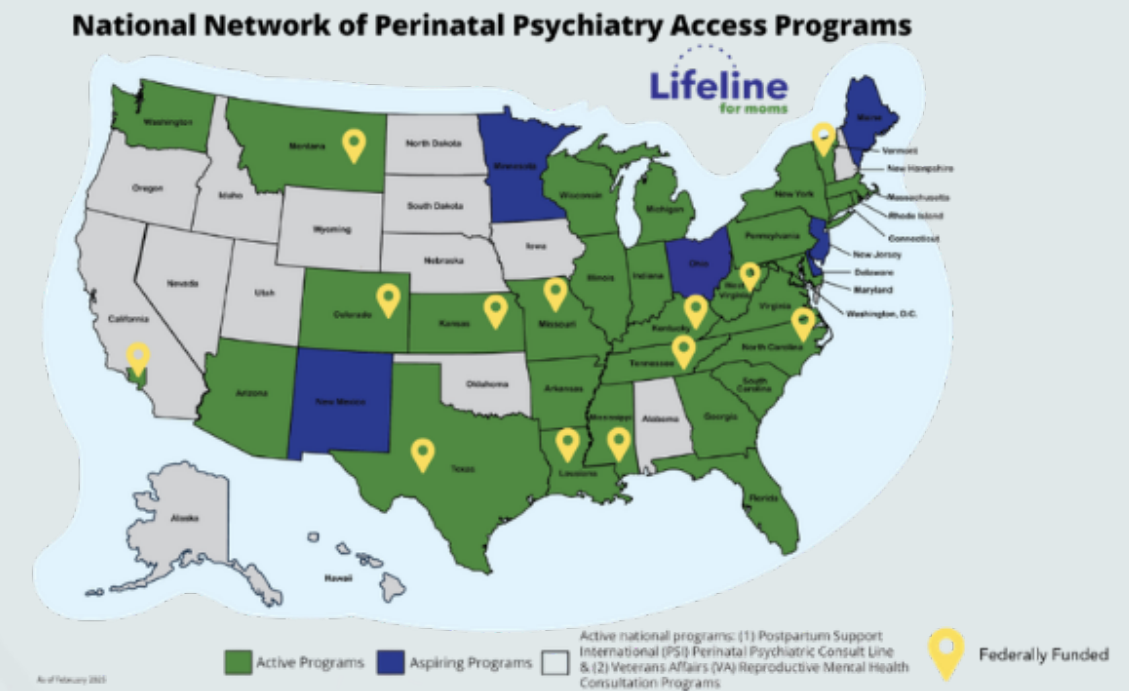 National Network of Perinatal Psychiatry Access Programs
Lifeline
for moms
Washington
Montana
North Dakota
Minnesota
Maine
Vermont
New Hampshire
Oregon
Idaho
South Dakota
Wisconsin
Michigan
New York
Massachusetts
Rhode Island
Connecticut
Wyoming
Iowa
Pennsylvania
New Jersey
Nebraska
Ohio
Delaware
Nevada
Utah
Illinois
Indiana
West
Virginia
Maryland
California
Colorado
Kansas
Missouri
Kentucky
Virginia
Washington, D.C.
North Carolina
Tennessee
Arizona
New Mexico
Oklahoma
Arkansas
South
Carolina
Mississippi
Alabama
Georgia
Texas
Louisiana
Florida
Alaska
Hawaii
Active Programs
Aspiring Programs
Active national programs: (1) Postpartum Support
International (PSI) Perinatal Psychiatric Consult Line
& (2) Veterans Affairs (VA) Reproductive Mental Health
Consultation Programs
Federally Funded
As of February 2025